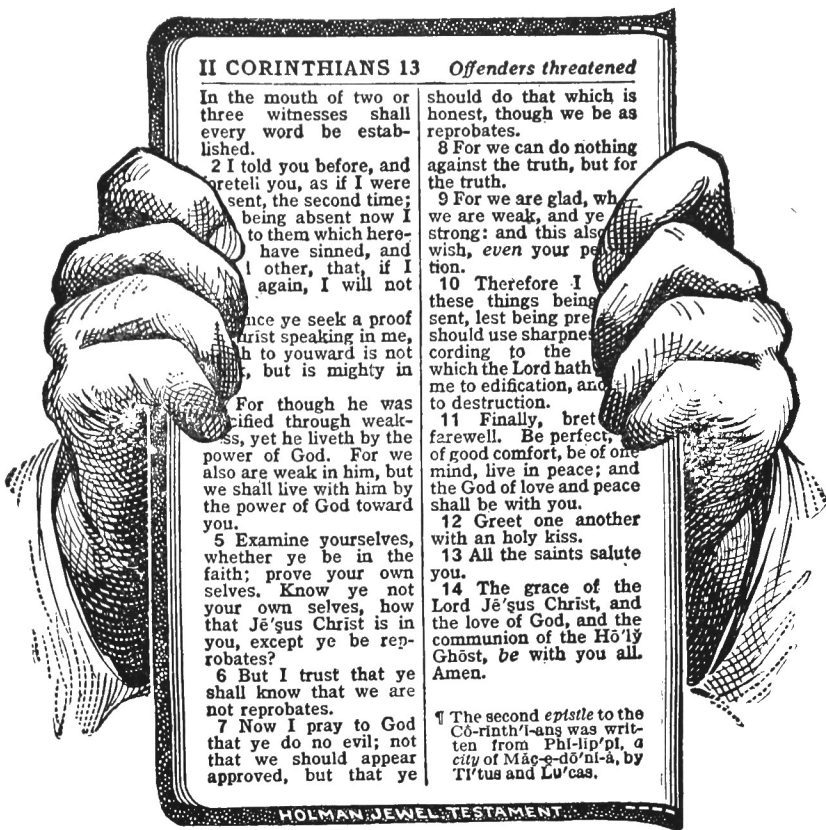 II CORINTHIANS 13 Offenders threatened
In the mouth of two or
three witnesses shall
every word be estab-
lished.
2 I told you before, and
foretell you, as if I were
sent, the second time;
being absent now I
to them which here-
have sinned, and
other, that, if I
again, I will not
ye seek a proof
speaking in me,
to youward is not
but is mighty in
For though he was
through weak-
yet he liveth by the
power of God. For we
also are weak in him, but
we shall live with him by
the power of God toward
you.
5 Examine yourselves,
whether ye be in the
faith; prove your own
selves. Know ye not
your own selves, how
that Jē′ṣus Chrīst is in
you, except ye be rep-
robates?
6 But I trust that ye
shall know that we are
not reprobates.
7 Now I pray to God
that ye do no evil; not
that we should appear
approved, but that ye
should do that which is
honest, though we be as
reprobates.
8 For we can do nothing
against the truth, but for
the truth.
9 For we are glad,
we are weak, and ye
strong: and this also
wish, even your
tion.
10 Therefore I
these things being
sent, lest being
should use
cording to the
which the Lord hath
me to edification, and
to destruction.
11 Finally,
farewell. Be perfect,
of good comfort, be of one
mind, live in peace; and
the God of love and peace
shall be with you.
12 Greet one another
with an holy kiss.
13 All the saints salute
you.
14 The grace of the
Lord Jē′ṣus Chrīst, and
the love of God, and the
communion of the Hō′lў
Ghōst, be with you all.
Amen.
¶ The second epistle to the
Cô-rinth′ĭ-anṣ was writ-
ten from Phĭ-lip′pī, a
city of Măç-ę-dō′nĭ-à, by
Tī′tus and Lū′cas.
HOLMAN JEWEL TESTAMENT